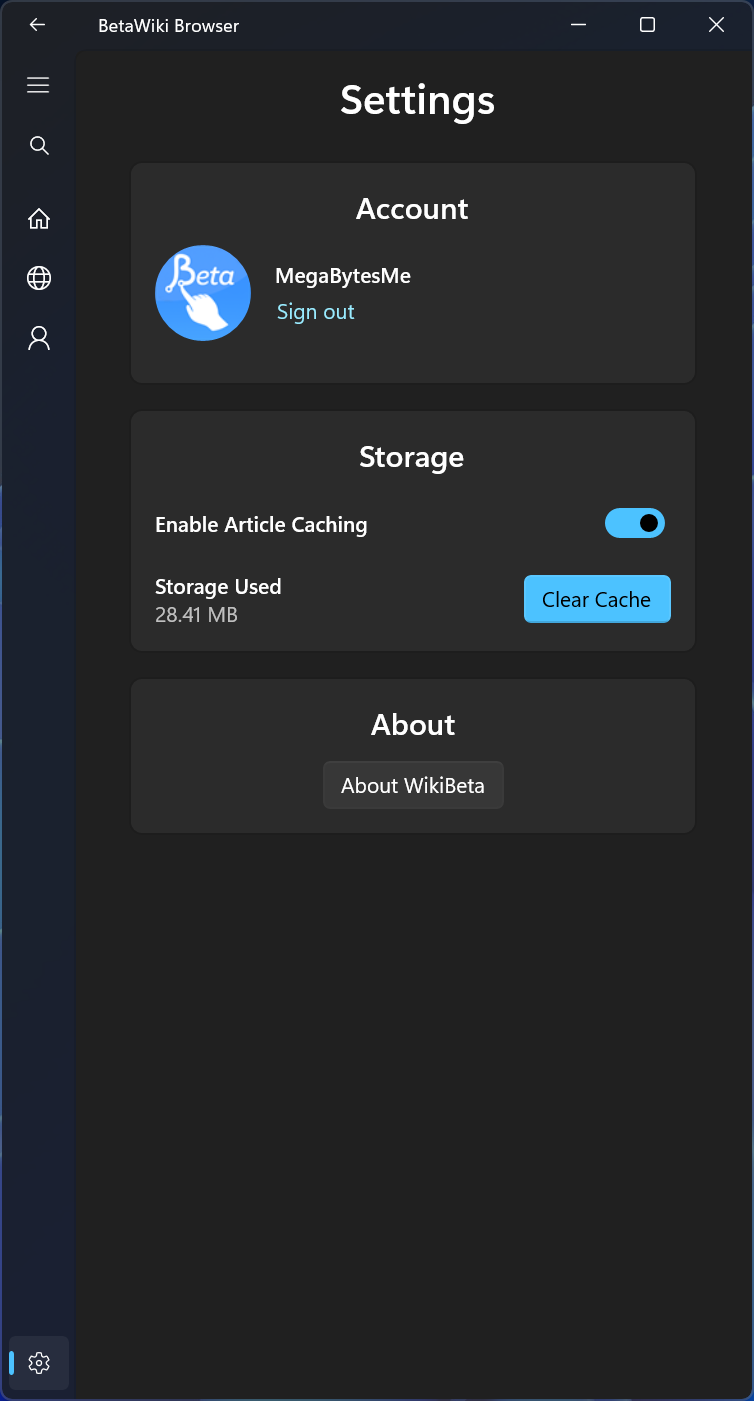 BetaWiki Browser
Settings
Account
Beta
MegaBytesMe
Sign out
Storage
Enable Article Caching
Storage Used
28.41 MB
Clear Cache
About
About WikiBeta